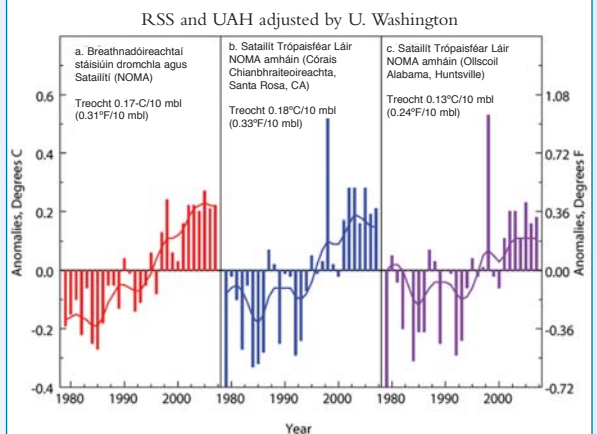 RSS and UAH adjusted by U. Washington
a. Breathnadóireachtaí
stáisiúin dromchla agus
Satailítí (NOMA)
Treocht 0.17-C/10 mbl
(0.31ºF/10 mbl)
b. Satailít Trópaisféar Láir
NOMA amháin (Córais
Chianbhraiteoireachta,
Santa Rosa, CA)
Treocht 0.18ºC/10 mbl
(0.33ºF/10 mbl)
c. Satailít Trópaisféar Láir
NOMA amháin (Ollscoil
Alabama, Huntsville)
Treocht 0.13ºC/10 mbl
(0.24ºF/10 mbl)
Anomalies, Degrees C
0.6
0.4
0.2
0.0
-0.2
-0.4
1.08
0.72
0.36
0.00
-0.36
-0.72
Anomalies, Degrees F
1980 1990 2000 1980 1990 2000 1980 1990 2000
Year